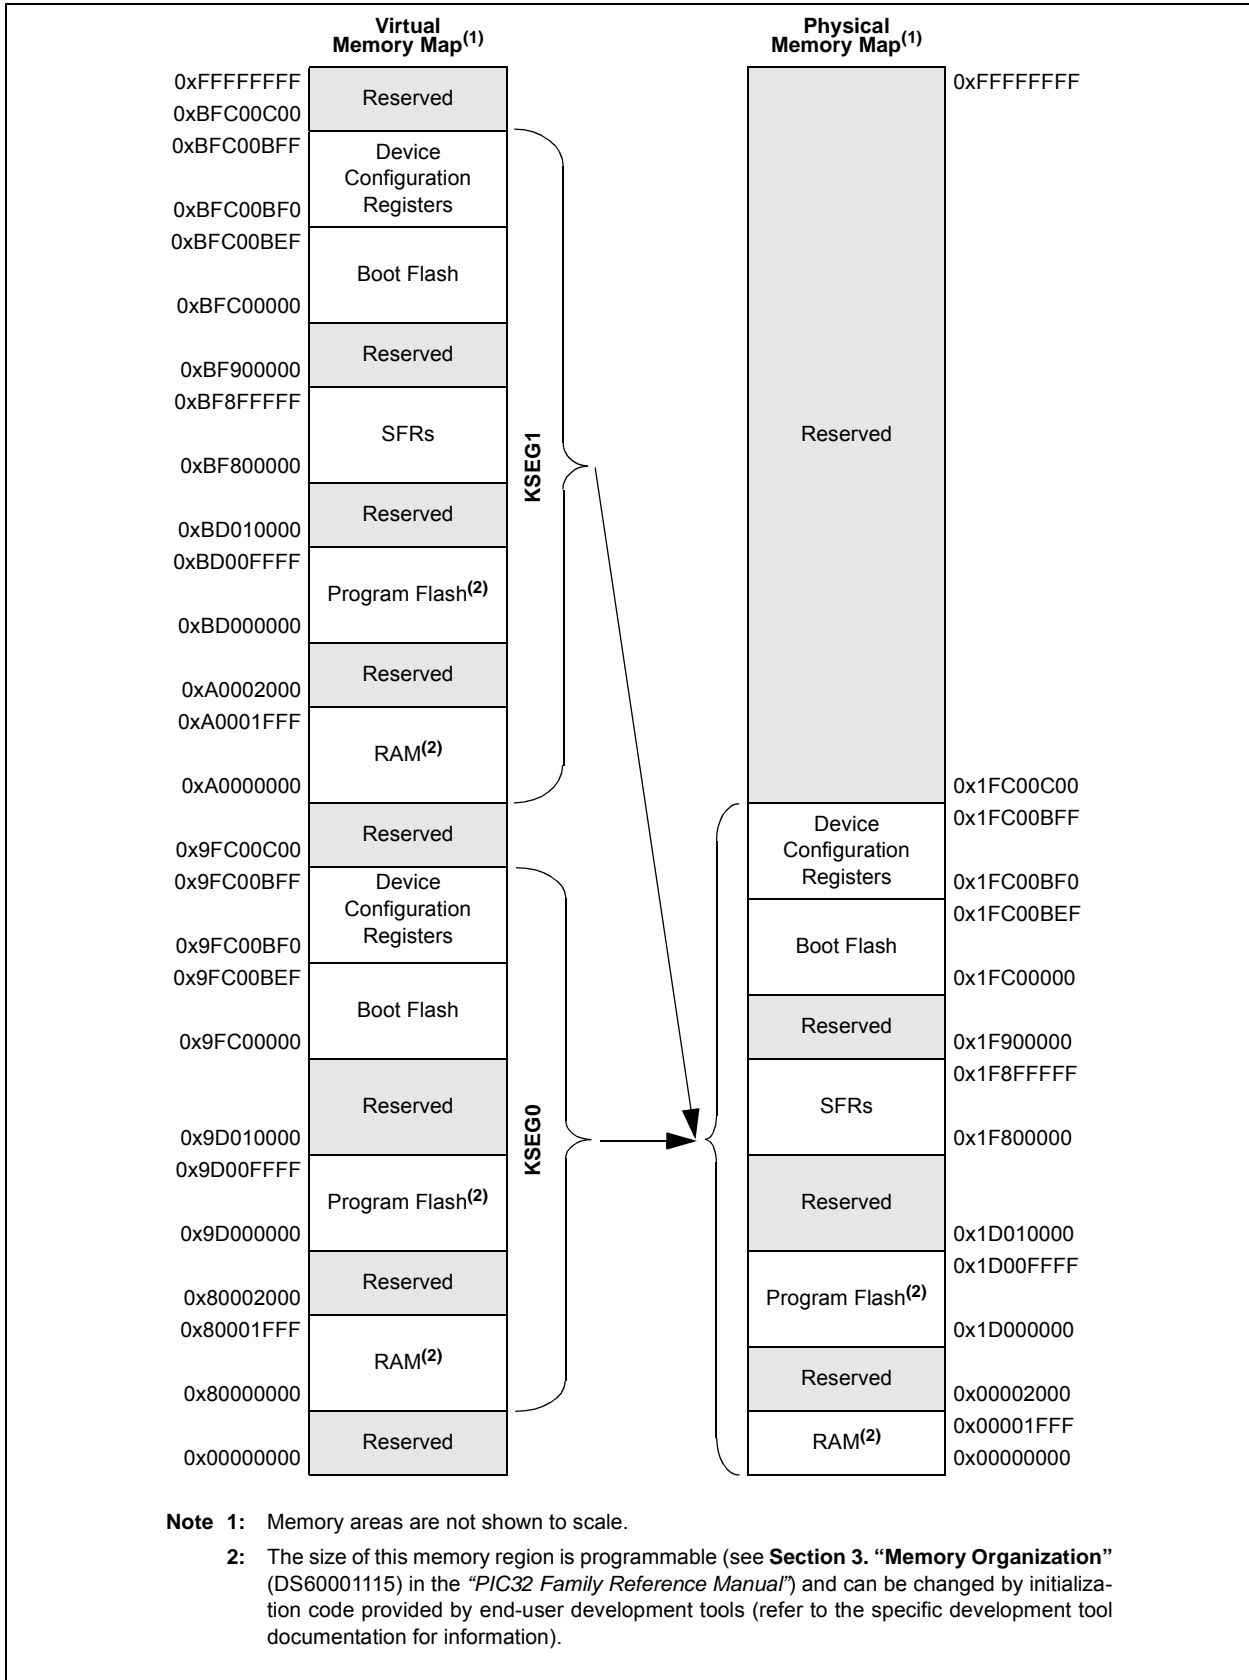 Virtual
Memory Map(1)
0xFFFFFFFF
Reserved
0xBFC00C00
0xBFC00BFF
Device
Configuration
Registers
0xBFC00BF0
0xBFC00BEF
Boot Flash
0xBFC00000
Reserved
0xBF900000
0xBF8FFFFF
SFRs
0xBF800000
Reserved
0xBD010000
0xBD00FFFF
Program Flash(2)
0xBD000000
Reserved
0xA0002000
0xA0001FFF
RAM(2)
0xA0000000
KSEG1
Reserved
0x9FC00C00
0x9FC00BFF
Device
Configuration
Registers
0x9FC00BF0
0x9FC00BEF
Boot Flash
0x9FC00000
Reserved
0x9D010000
0x9D00FFFF
Program Flash(2)
0x9D000000
Reserved
0x80002000
0x80001FFF
RAM(2)
0x80000000
KSEG0
Reserved
0x00000000
Physical
Memory Map(1)
0xFFFFFFFF
Reserved
0x1FC00C00
0x1FC00BFF
Device
Configuration
Registers
0x1FC00BF0
0x1FC00BEF
Boot Flash
0x1FC00000
Reserved
0x1F900000
0x1F8FFFFF
SFRs
0x1F800000
Reserved
0x1D010000
0x1D00FFFF
Program Flash(2)
0x1D000000
Reserved
0x00002000
0x00001FFF
RAM(2)
0x00000000
Note 1: Memory areas are not shown to scale.
2: The size of this memory region is programmable (see Section 3. “Memory Organization”
(DS60001115) in the “PIC32 Family Reference Manual”) and can be changed by initializa-
tion code provided by end-user development tools (refer to the specific development tool
documentation for information).